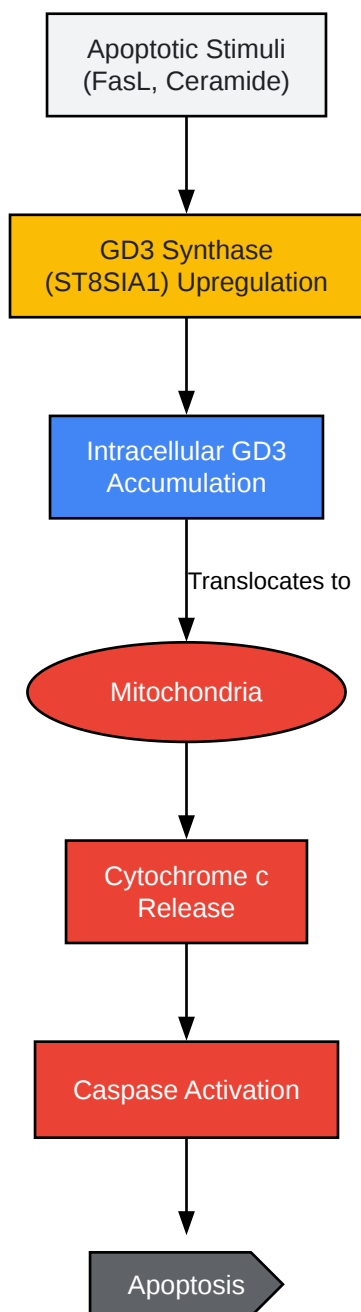 Apoptotic Stimuli
(FasL, Ceramide)
GD3 Synthase
(ST8SIA1) Upregulation
Intracellular GD3
Accumulation
Translocates to
Mitochondria
Cytochrome c
Release
Caspase Activation
Apoptosis